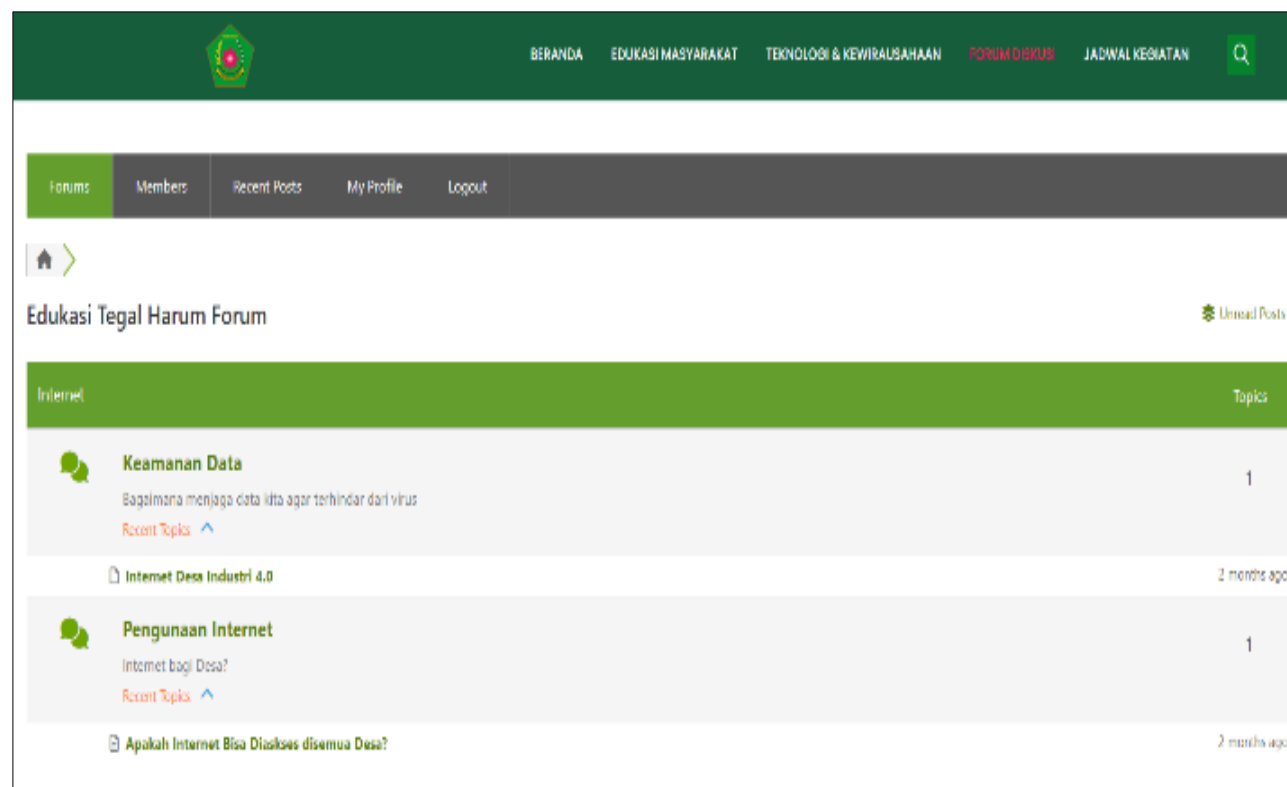 BERANDA EDUKASI MASYARAKAT TEKNOLOGI & KEWIRAUSAHAAN FORUM DISKUSI JADWAL KEGIATAN
Forums Members Recent Posts My Profile Logout
Edukasi Tegal Harum Forum Unread Posts
Internet Topics
Keamanan Data
1
Bagaimana menjaga data kita agar terhindar dari virus
Recent Topics
Internet Desa Industri 4.0 2 months ago
Pengunaan Internet
1
Internet bagi Desa?
Recent Topics
Apakah Internet Bisa Diaskses disemua Desa? 2 months ago